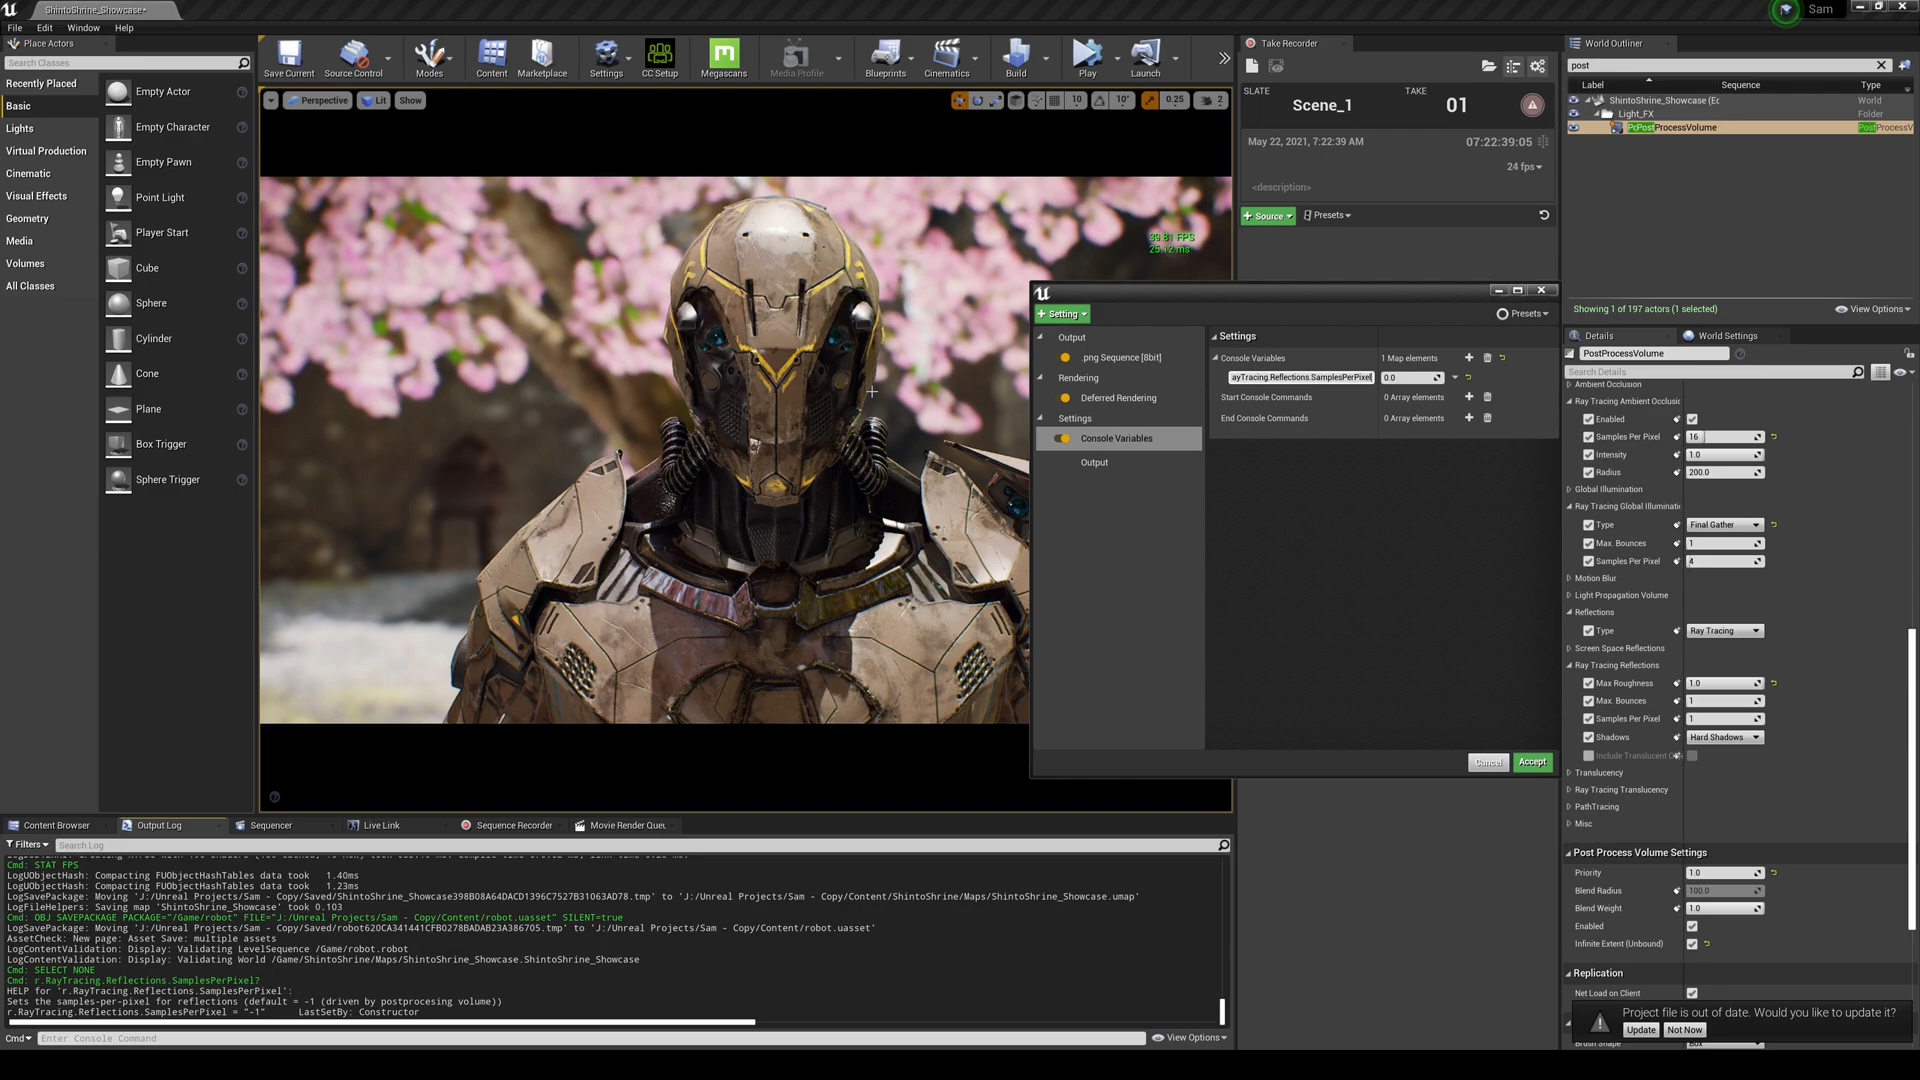 ShintoShrine_Showcase•
Sam
File Edit Window Help
Place Actors
Search Classes
Recently Placed
Basic
Lights
Virtual Production
Cinematic
Visual Effects
Geometry
Media
Volumes
All Classes
Empty Actor
Empty Character
Empty Pawn
Point Light
Player Start
Cube
Sphere
Cylinder
Cone
Plane
Box Trigger
Sphere Trigger
Save Current Source Control Modes Content Marketplace Settings CC Setup Megascans Media Profile Blueprints Cinematics Build Play Launch
Perspective Lit Show
10 10° 0.25 2
39.81 FPS
25.12 ms
Take Recorder
SLATE TAKE
Scene_1 01
May 22, 2021, 7:22:39 AM 07:22:39:05
24 fps
<description>
Source Presets
World Outliner
post
Label Sequence Type
ShintoShrine_Showcase (Ec World
Light_FX Folder
PostProcessVolume PostProcessV
Showing 1 of 197 actors (1 selected) View Options
Setting Presets
Output
.png Sequence [8bit]
Rendering
Deferred Rendering
Settings
Console Variables
Output
Settings
Console Variables 1 Map elements
ayTracing.Reflections.SamplesPerPixel 0.0
Start Console Commands 0 Array elements
End Console Commands 0 Array elements
Cancel Accept
Details World Settings
PostProcessVolume
Search Details
Ambient Occlusion
Ray Tracing Ambient Occlusic
Enabled
Samples Per Pixel 16
Intensity 1.0
Radius 200.0
Global Illumination
Ray Tracing Global Illuminati
Type Final Gather
Max. Bounces 1
Samples Per Pixel 4
Motion Blur
Light Propagation Volume
Reflections
Type Ray Tracing
Screen Space Reflections
Ray Tracing Reflections
Max Roughness 1.0
Max. Bounces 1
Samples Per Pixel 1
Shadows Hard Shadows
Include Translucent
Translucency
Ray Tracing Translucency
PathTracing
Misc
Post Process Volume Settings
Priority 1.0
Blend Radius 100.0
Blend Weight 1.0
Enabled
Infinite Extent (Unbound)
Replication
Net Load on Client
Project file is out of date. Would you like to update it?
Update Not Now
Brush Shape Box
Content Browser Output Log Sequencer Live Link Sequence Recorder Movie Render Queu
Filters Search Log
Cmd: STAT FPS
LogUObjectHash: Compacting FUObjectHashTables data took 1.40ms
LogUObjectHash: Compacting FUObjectHashTables data took 1.23ms
LogSavePackage: Moving 'J:/Unreal Projects/Sam - Copy/Saved/ShintoShrine_Showcase398B08A64DACD1396C7527B31063AD78.tmp' to 'J:/Unreal Projects/Sam - Copy/Content/ShintoShrine/Maps/ShintoShrine_Showcase.umap'
LogFileHelpers: Saving map 'ShintoShrine_Showcase' took 0.103
Cmd: OBJ SAVEPACKAGE PACKAGE="/Game/robot" FILE="J:/Unreal Projects/Sam - Copy/Content/robot.uasset" SILENT=true
LogSavePackage: Moving 'J:/Unreal Projects/Sam - Copy/Saved/robot620CA341441CFB0278BADAB23A386705.tmp' to 'J:/Unreal Projects/Sam - Copy/Content/robot.uasset'
AssetCheck: New page: Asset Save: multiple assets
LogContentValidation: Display: Validating LevelSequence /Game/robot.robot
LogContentValidation: Display: Validating World /Game/ShintoShrine/Maps/ShintoShrine_Showcase.ShintoShrine_Showcase
Cmd: SELECT NONE
Cmd: r.RayTracing.Reflections.SamplesPerPixel?
HELP for 'r.RayTracing.Reflections.SamplesPerPixel':
Sets the samples-per-pixel for reflections (default = -1 (driven by postprocesing volume))
r.RayTracing.Reflections.SamplesPerPixel = "-1" LastSetBy: Constructor
Cmd Enter Console Command View Options